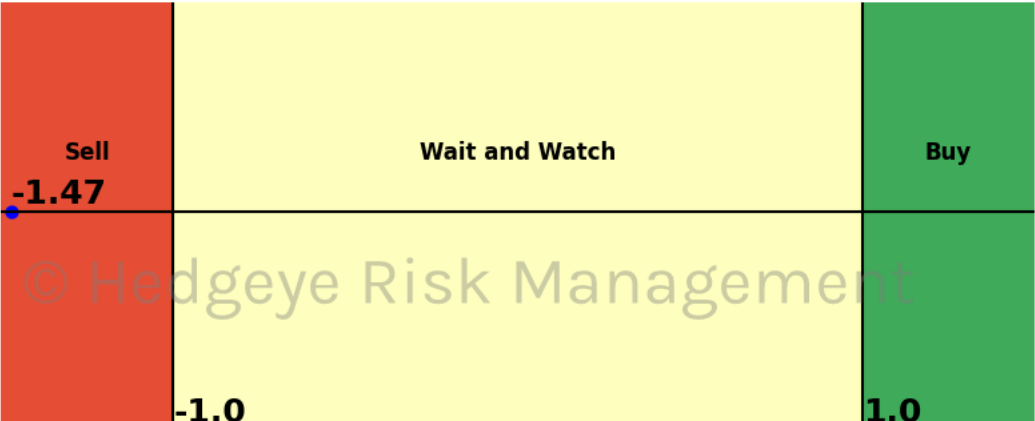 Sell
Wait and Watch
Buy
-1.47
© Hedgeye Risk Management
-1.0
1.0